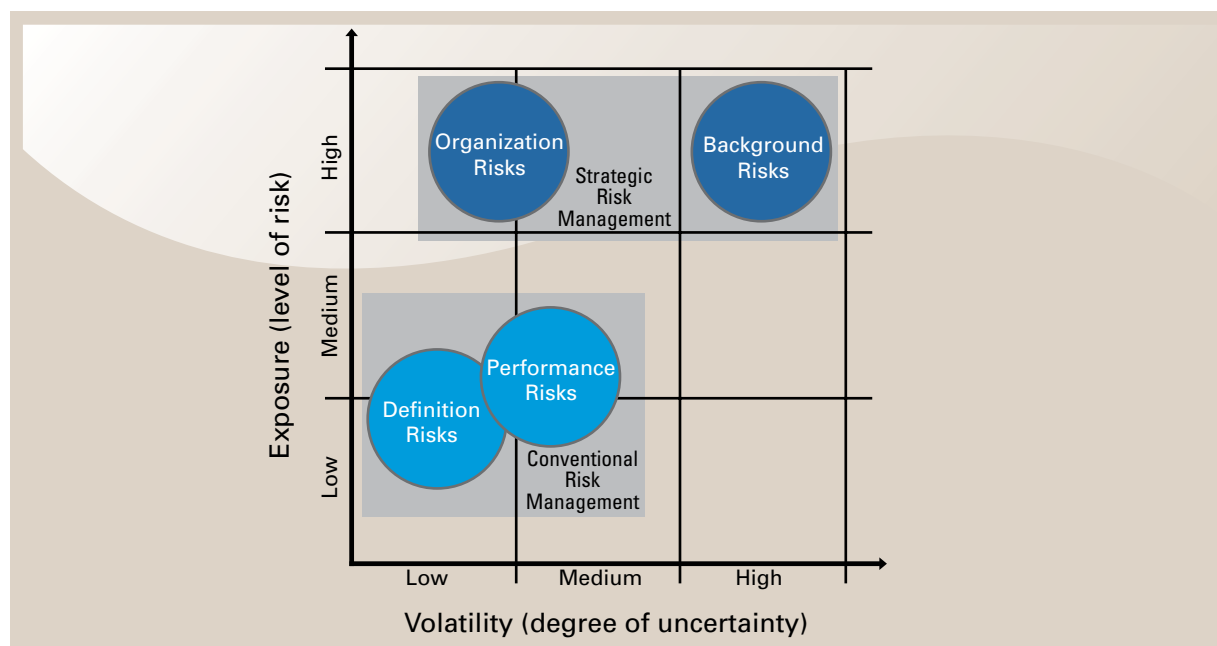 Exposure (level of risk)
High
Medium
Low
Organization
Risks
Background
Risks
Strategic
Risk
Management
Performance
Risks
Definition
Risks
Conventional
Risk
Management
Low
Medium
High
Volatility (degree of uncertainty)